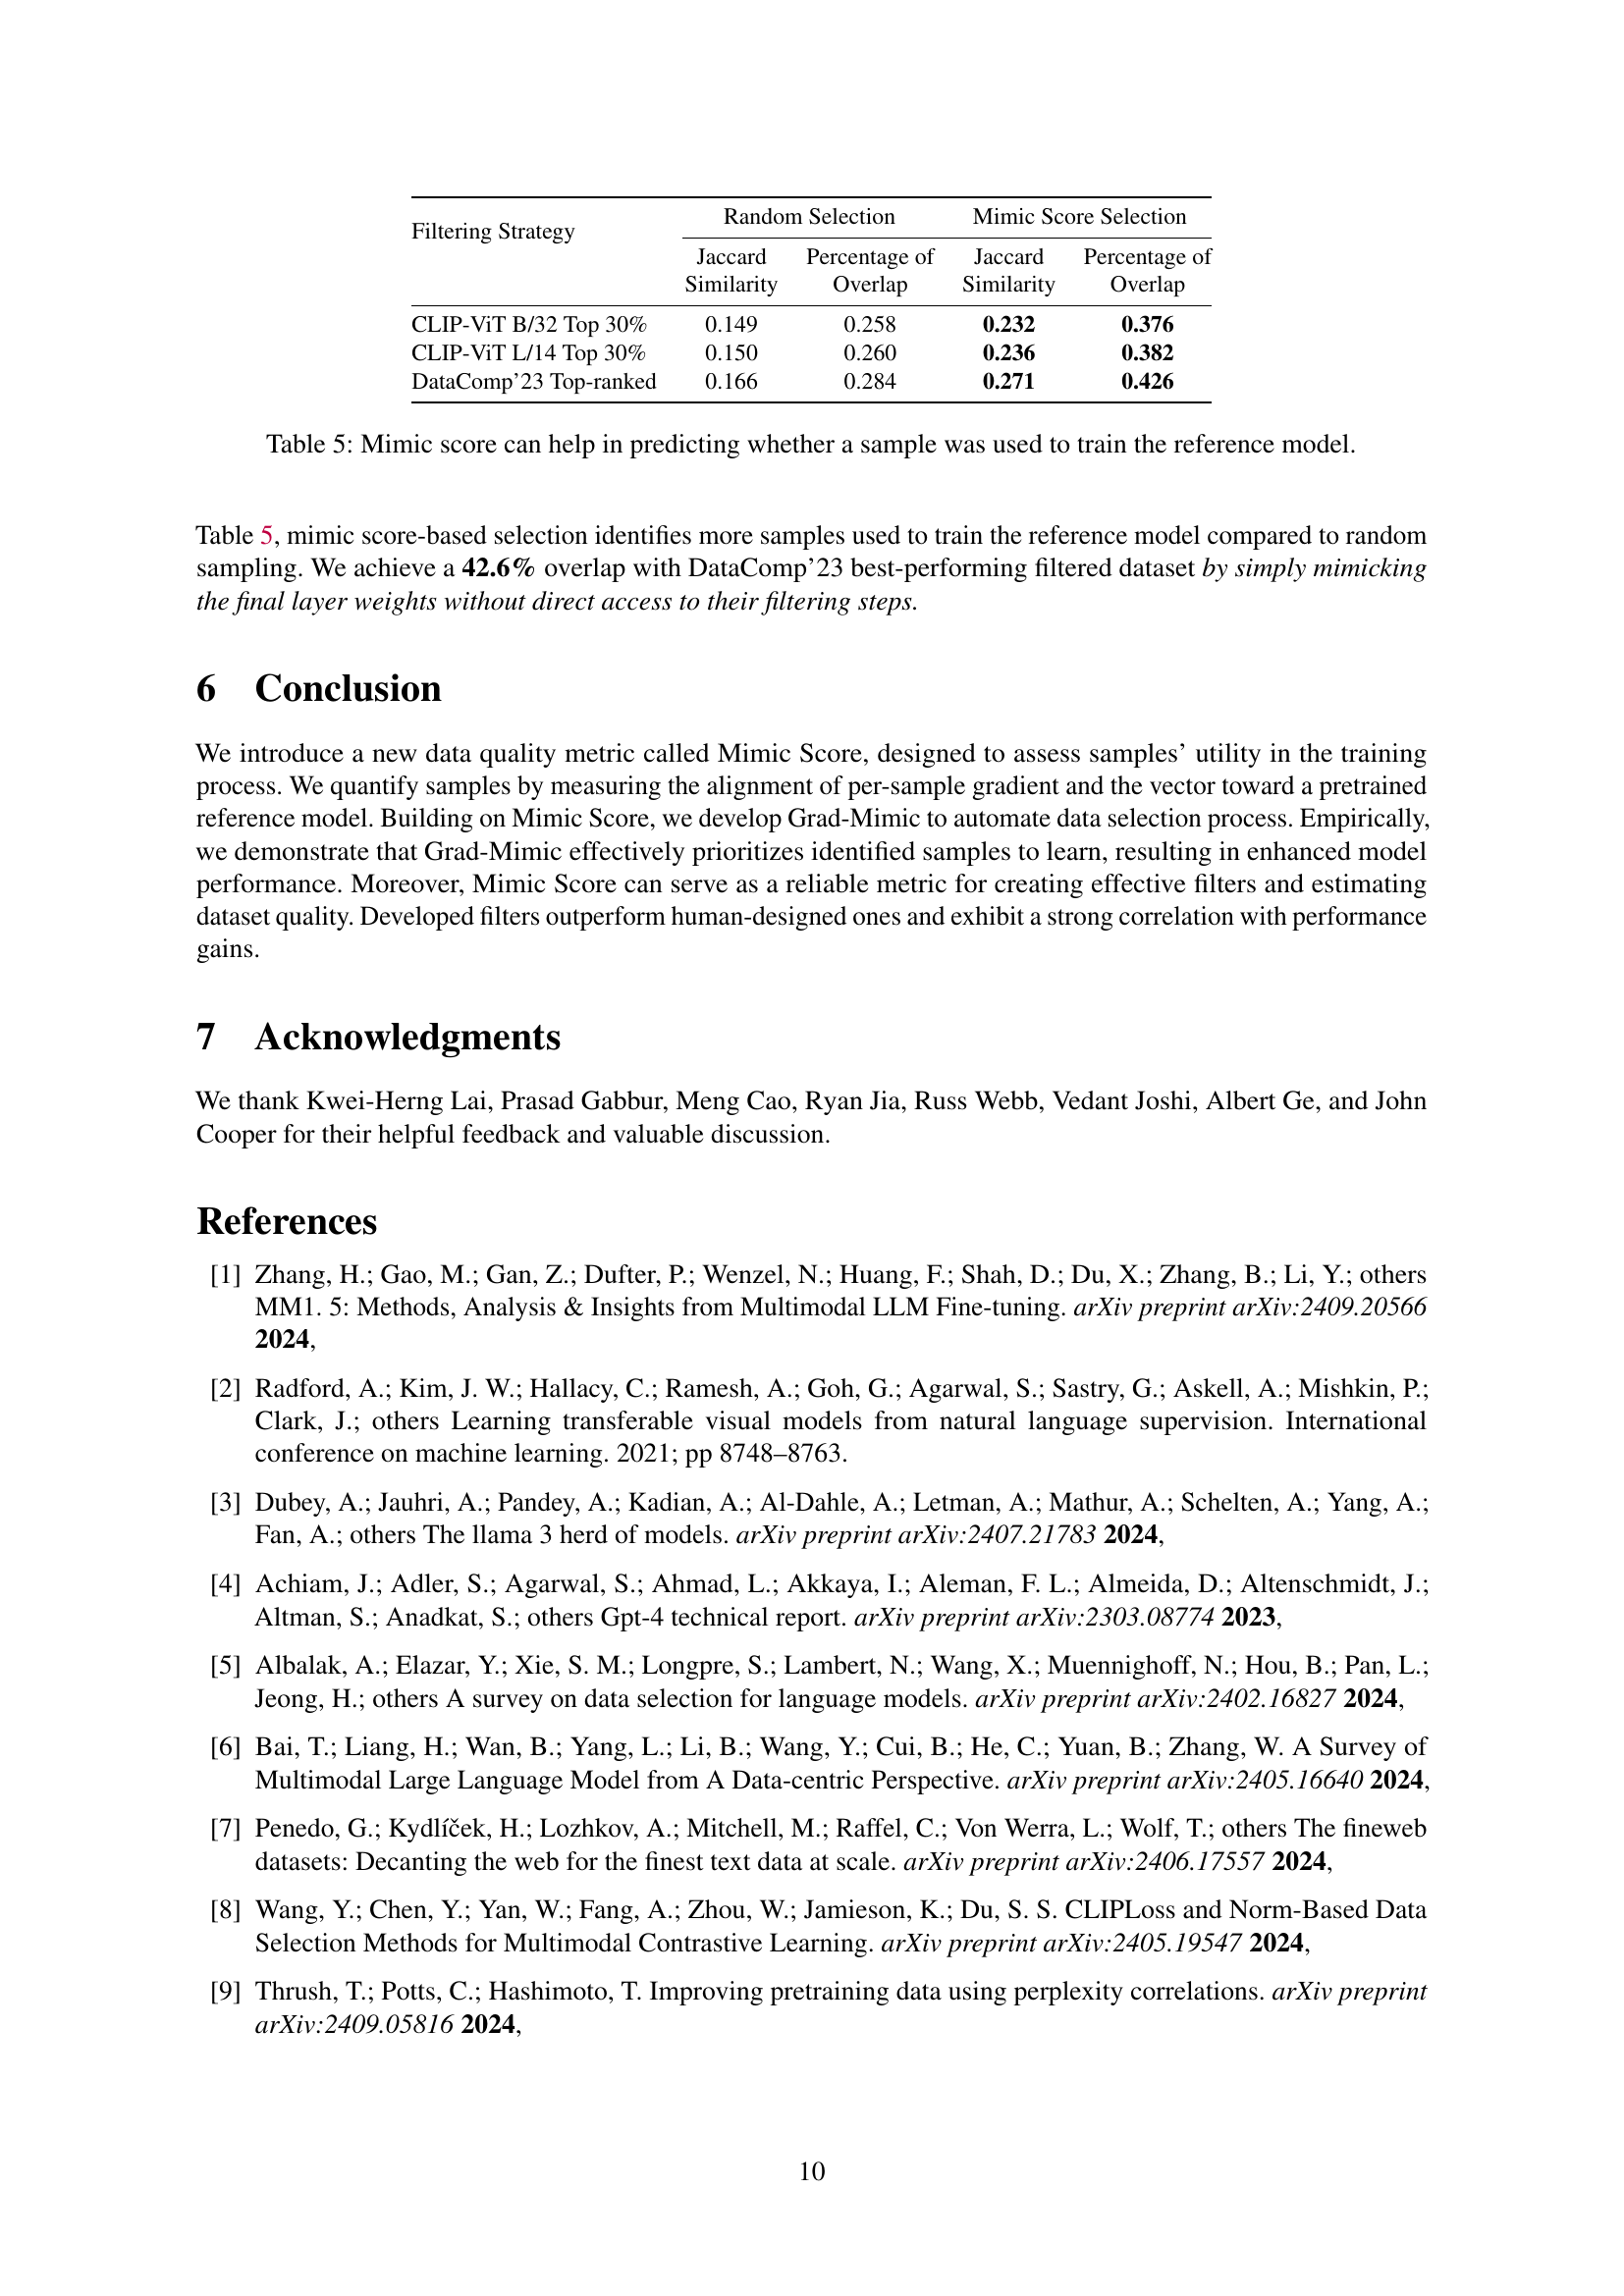 Filtering Strategy Random Selection Mimic Score Selection
Jaccard Similarity Percentage of Overlap Jaccard Similarity Percentage of Overlap
CLIP-ViT B/32 Top 30% 0.149 0.258 0.232 0.376
CLIP-ViT L/14 Top 30% 0.150 0.260 0.236 0.382
DataComp’23 Top-ranked 0.166 0.284 0.271 0.426
Table 5: Mimic score can help in predicting whether a sample was used to train the reference model.
Table 5, mimic score-based selection identifies more samples used to train the reference model compared to random
sampling. We achieve a 42.6% overlap with DataComp’23 best-performing filtered dataset by simply mimicking
the final layer weights without direct access to their filtering steps.
6 Conclusion
We introduce a new data quality metric called Mimic Score, designed to assess samples’ utility in the training
process. We quantify samples by measuring the alignment of per-sample gradient and the vector toward a pretrained
reference model. Building on Mimic Score, we develop Grad-Mimic to automate data selection process. Empirically,
we demonstrate that Grad-Mimic effectively prioritizes identified samples to learn, resulting in enhanced model
performance. Moreover, Mimic Score can serve as a reliable metric for creating effective filters and estimating
dataset quality. Developed filters outperform human-designed ones and exhibit a strong correlation with performance
gains.
7 Acknowledgments
We thank Kwei-Herng Lai, Prasad Gabbur, Meng Cao, Ryan Jia, Russ Webb, Vedant Joshi, Albert Ge, and John
Cooper for their helpful feedback and valuable discussion.
References
[1] Zhang, H.; Gao, M.; Gan, Z.; Dufter, P.; Wenzel, N.; Huang, F.; Shah, D.; Du, X.; Zhang, B.; Li, Y.; others
MM1. 5: Methods, Analysis & Insights from Multimodal LLM Fine-tuning. arXiv preprint arXiv:2409.20566
2024,
[2] Radford, A.; Kim, J. W.; Hallacy, C.; Ramesh, A.; Goh, G.; Agarwal, S.; Sastry, G.; Askell, A.; Mishkin, P.;
Clark, J.; others Learning transferable visual models from natural language supervision. International
conference on machine learning. 2021; pp 8748–8763.
[3] Dubey, A.; Jauhri, A.; Pandey, A.; Kadian, A.; Al-Dahle, A.; Letman, A.; Mathur, A.; Schelten, A.; Yang, A.;
Fan, A.; others The llama 3 herd of models. arXiv preprint arXiv:2407.21783 2024,
[4] Achiam, J.; Adler, S.; Agarwal, S.; Ahmad, L.; Akkaya, I.; Aleman, F. L.; Almeida, D.; Altenschmidt, J.;
Altman, S.; Anadkat, S.; others Gpt-4 technical report. arXiv preprint arXiv:2303.08774 2023,
[5] Albalak, A.; Elazar, Y.; Xie, S. M.; Longpre, S.; Lambert, N.; Wang, X.; Muennighoff, N.; Hou, B.; Pan, L.;
Jeong, H.; others A survey on data selection for language models. arXiv preprint arXiv:2402.16827 2024,
[6] Bai, T.; Liang, H.; Wan, B.; Yang, L.; Li, B.; Wang, Y.; Cui, B.; He, C.; Yuan, B.; Zhang, W. A Survey of
Multimodal Large Language Model from A Data-centric Perspective. arXiv preprint arXiv:2405.16640 2024,
[7] Penedo, G.; Kydlíček, H.; Lozhkov, A.; Mitchell, M.; Raffel, C.; Von Werra, L.; Wolf, T.; others The fineweb
datasets: Decanting the web for the finest text data at scale. arXiv preprint arXiv:2406.17557 2024,
[8] Wang, Y.; Chen, Y.; Yan, W.; Fang, A.; Zhou, W.; Jamieson, K.; Du, S. S. CLIPLoss and Norm-Based Data
Selection Methods for Multimodal Contrastive Learning. arXiv preprint arXiv:2405.19547 2024,
[9] Thrush, T.; Potts, C.; Hashimoto, T. Improving pretraining data using perplexity correlations. arXiv preprint
arXiv:2409.05816 2024,
10